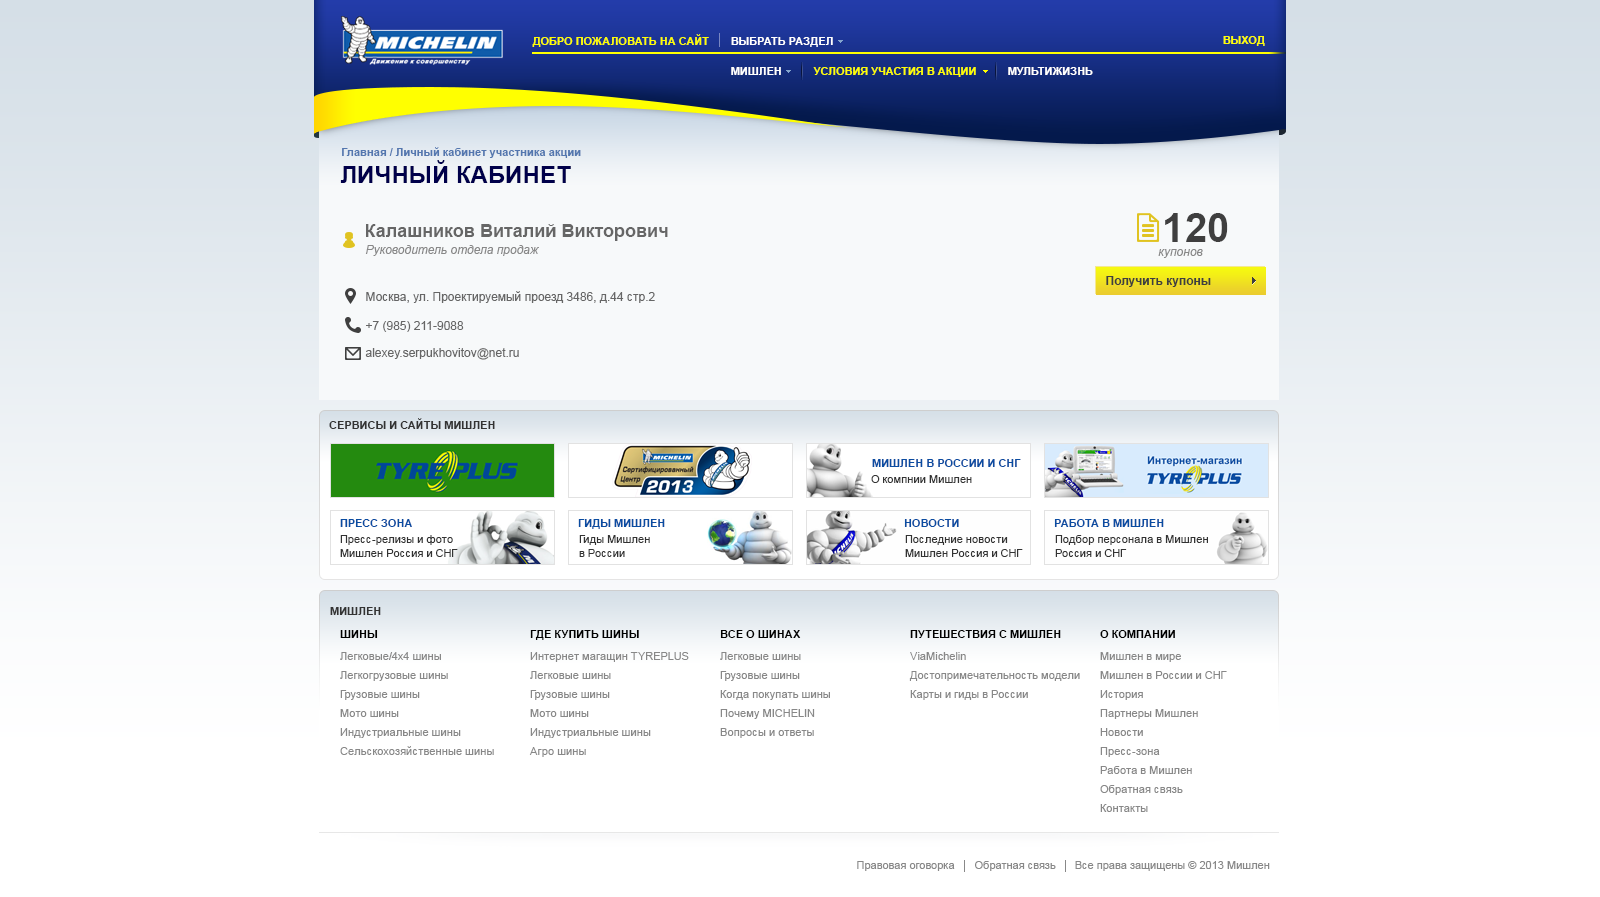 MICHELIN
Движение к совершенству
ДОБРО ПОЖАЛОВАТЬ НА САЙТ
ВЫБРАТЬ РАЗДЕЛ
ВЫХОД
МИШЛЕН
УСЛОВИЯ УЧАСТИЯ В АКЦИИ
МУЛЬТИЖИЗНЬ
Главная / Личный кабинет участника акции
ЛИЧНЫЙ КАБИНЕТ
Калашников Виталий Викторович
Руководитель отдела продаж
120
купонов
Получить купоны
Москва, ул. Проектируемый проезд 3486, д.44 стр.2
+7 (985) 211-9088
alexey.serpukhovitov@net.ru
СЕРВИСЫ И САЙТЫ МИШЛЕН
TYREPLUS
MICHELIN
Сертифицированный
Центр
2013
МИШЛЕН В РОССИИ И СНГ
О компнии Мишлен
Интернет-магазин
TYREPLUS
ПРЕСС ЗОНА
Пресс-релизы и фото
Мишлен Россия и СНГ
ГИДЫ МИШЛЕН
Гиды Мишлен
в России
НОВОСТИ
Последние новости
Мишлен Россия и СНГ
РАБОТА В МИШЛЕН
Подбор персонала в Мишлен
Россия и СНГ
МИШЛЕН
ШИНЫ
Легковые/4x4 шины
Легкогрузовые шины
Грузовые шины
Мото шины
Индустриальные шины
Сельскохозяйственные шины
ГДЕ КУПИТЬ ШИНЫ
Интернет магащин TYREPLUS
Легковые шины
Грузовые шины
Мото шины
Индустриальные шины
Агро шины
ВСЕ О ШИНАХ
Легковые шины
Грузовые шины
Когда покупать шины
Почему MICHELIN
Вопросы и ответы
ПУТЕШЕСТВИЯ С МИШЛЕН
ViaMichelin
Достопримечательность модели
Карты и гиды в России
О КОМПАНИИ
Мишлен в мире
Мишлен в России и СНГ
История
Партнеры Мишлен
Новости
Пресс-зона
Работа в Мишлен
Обратная связь
Контакты
Правовая оговорка
Обратная связь
Все права защищены © 2013 Мишлен